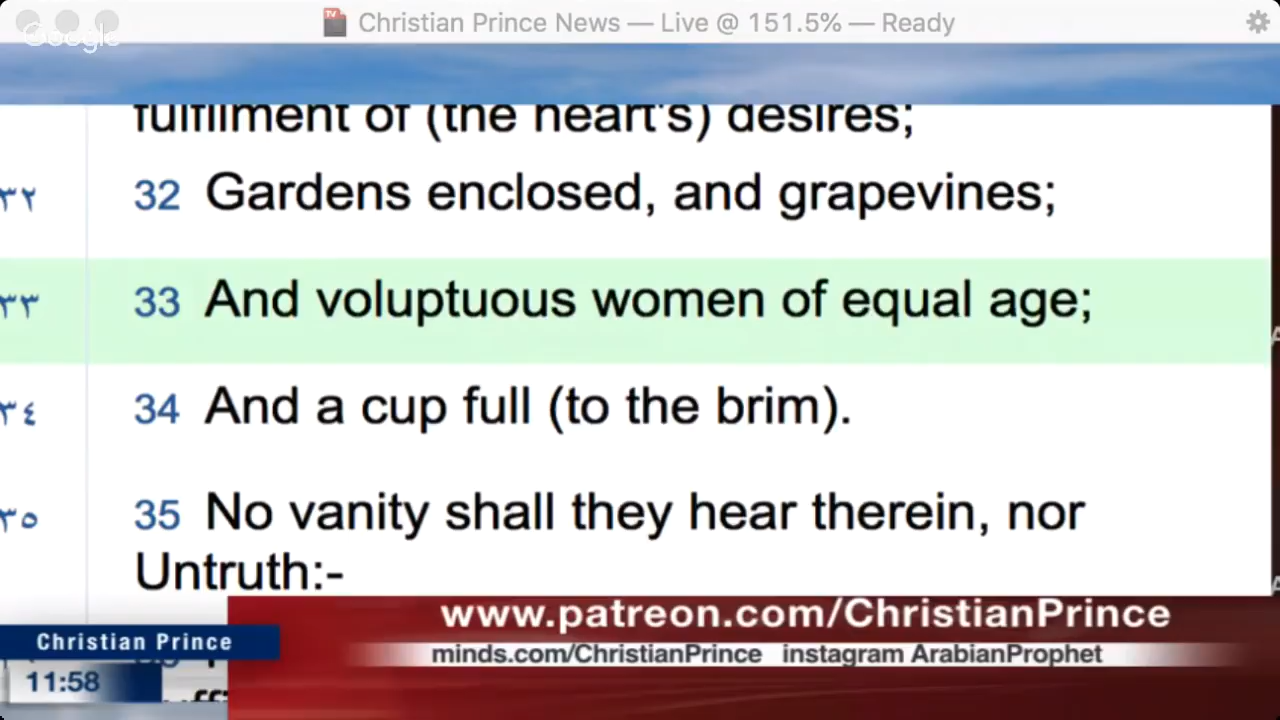 Christian Prince News — Live @ 151.5% — Ready
Google
fulfilment of (the heart's) desires;
٣٢ 32 Gardens enclosed, and grapevines;
٣٣ 33 And voluptuous women of equal age;
٣٤ 34 And a cup full (to the brim).
٣٥ 35 No vanity shall they hear therein, nor
Untruth:-
www.patreon.com/ChristianPrince
Christian Prince
minds.com/ChristianPrince instagram ArabianProphet
11:58